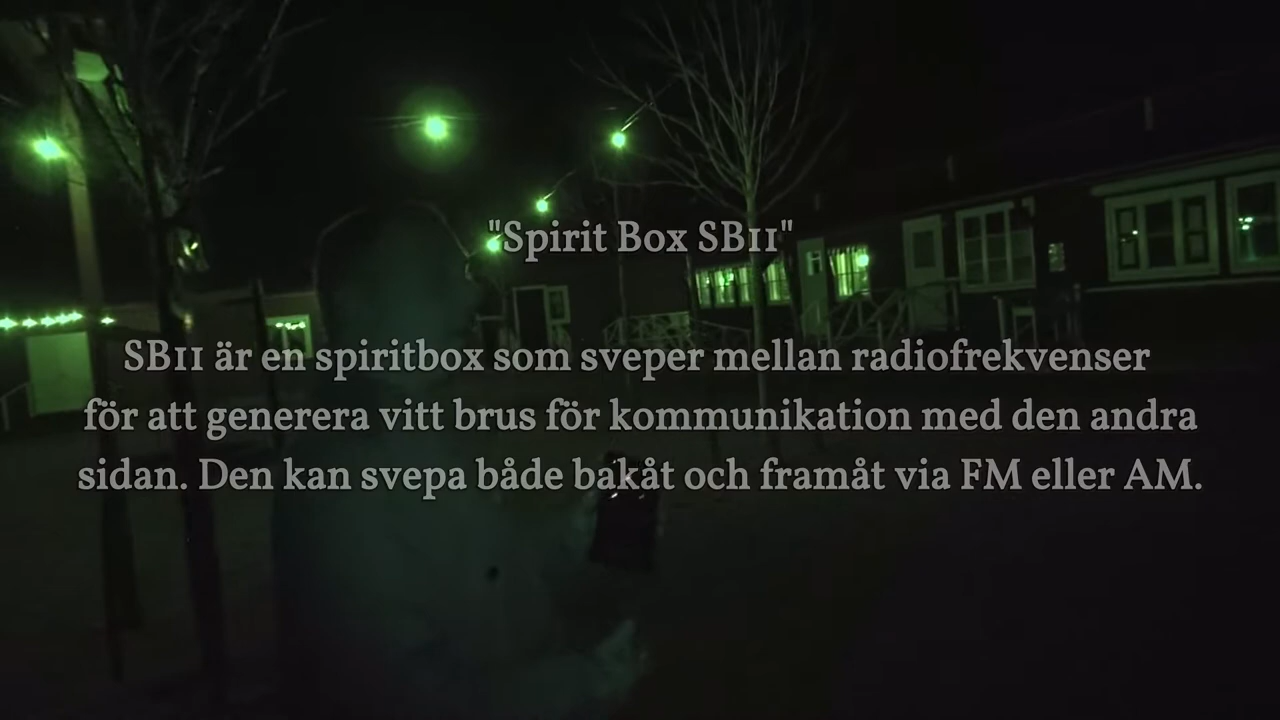 "Spirit Box SB11"
SB11 är en spiritbox som sveper mellan radiofrekvenser
för att generera vitt brus för kommunikation med den andra
sidan. Den kan svepa både bakåt och framåt via FM eller AM.